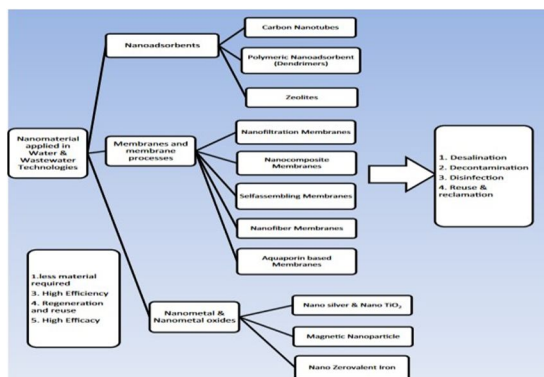 Carbon Nanotubes
Nanoadsorbents
Polymeric Nanoadsorbent
(Dendrimers)
Zeolites
Nanomaterial
applied in
Water &
Wastewater
Technologies
Membranes and
membrane
processes
Nanofiltration Membranes
Nanocomposite
Membranes
Selfassembling Membranes
Nanofiber Membranes
Aquaporin based
Membranes
1. Desalination
2. Decontamination
3. Disinfection
4. Reuse &
reclamation
1.less material
required
3. High Efficiency
4. Regeneration
and reuse
5. High Efficacy
Nanometal &
Nanometal oxides
Nano silver & Nano TiO₂
Magnetic Nanoparticle
Nano Zerovalent Iron